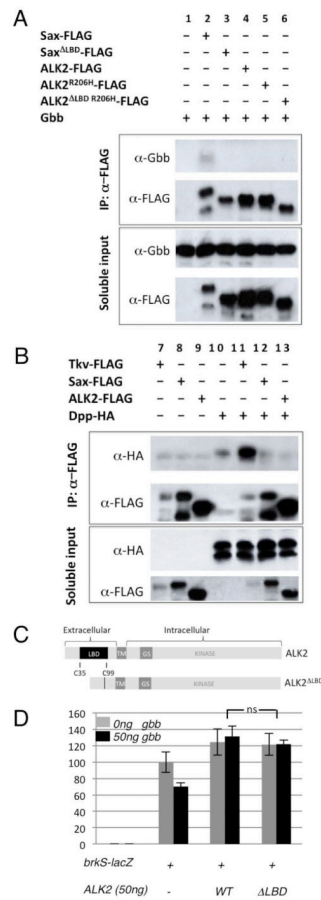 A
1 2 3 4 5 6
Sax-FLAG – + – – – –
Sax^ΔLBD-FLAG – – + – – –
ALK2-FLAG – – – + – –
ALK2^R206H-FLAG – – – – + –
ALK2^ΔLBD R206H-FLAG – – – – – +
Gbb + + + + + +
IP: α-FLAG
α-Gbb
α-FLAG
Soluble input
α-Gbb
α-FLAG
B
7 8 9 10 11 12 13
Tkv-FLAG + – – – + – –
Sax-FLAG – + – – – + –
ALK2-FLAG – – + – – – +
Dpp-HA – – – + + + +
IP: α-FLAG
α-HA
α-FLAG
Soluble input
α-HA
α-FLAG
C
Extracellular Intracellular
LBD TM GS KINASE ALK2
C35 C99
TM GS KINASE ALK2^ΔLBD
D
140
120
100
80
60
40
20
0
0ng gbb
50ng gbb
ns
brkS-lacZ + + +
ALK2 (50ng) - WT ΔLBD